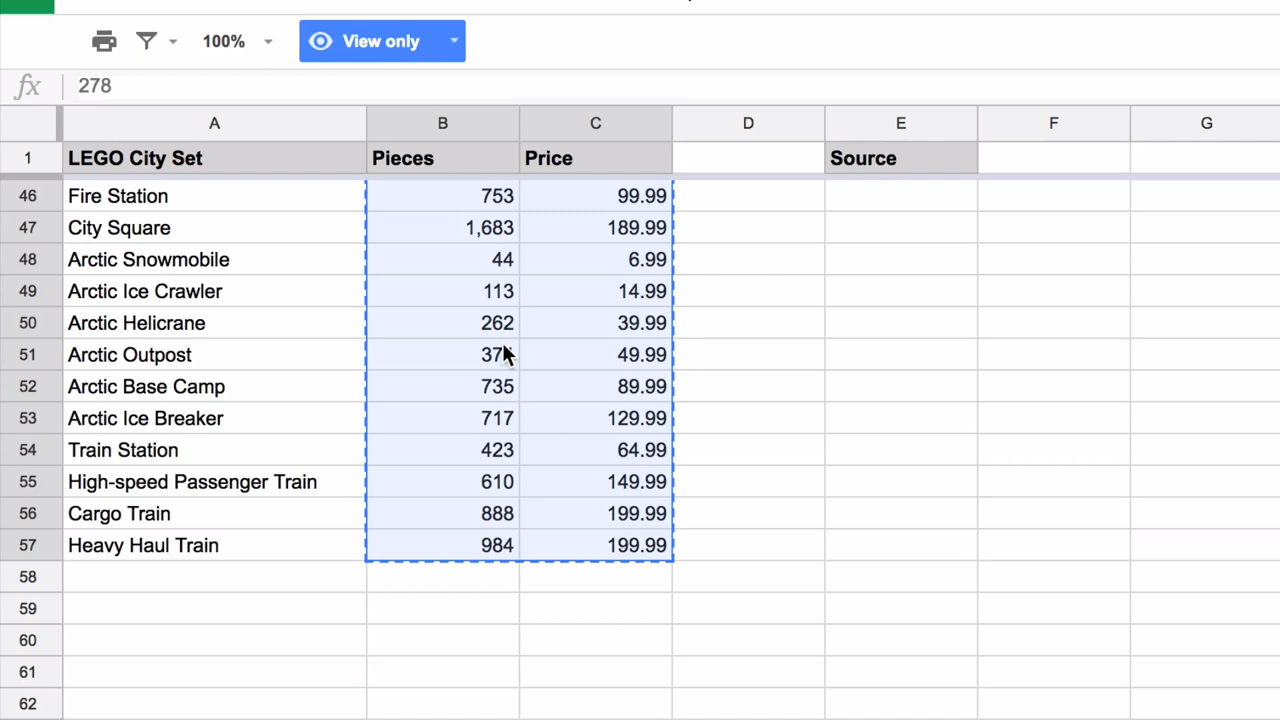 100% View only
fx 278
A B C D E F G
1 LEGO City Set Pieces Price Source
46 Fire Station 753 99.99
47 City Square 1,683 189.99
48 Arctic Snowmobile 44 6.99
49 Arctic Ice Crawler 113 14.99
50 Arctic Helicrane 262 39.99
51 Arctic Outpost 49.99
52 Arctic Base Camp 735 89.99
53 Arctic Ice Breaker 717 129.99
54 Train Station 423 64.99
55 High-speed Passenger Train 610 149.99
56 Cargo Train 888 199.99
57 Heavy Haul Train 984 199.99
58
59
60
61
62